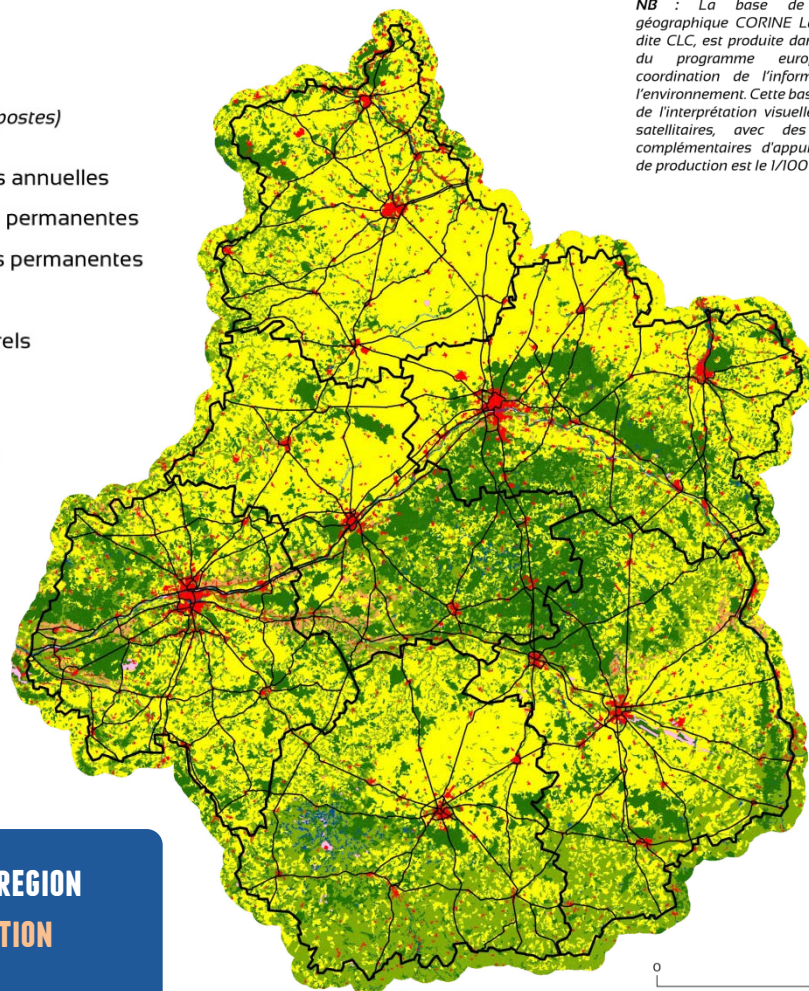 postes)
s annuelles
permanentes
s permanentes
rels
NB : La base de
géographique CORINE L
dite CLC, est produite da
du programme euro
coordination de l'inform
l'environnement. Cette bas
de l'interprétation visuelle
satellitaires, avec des
complémentaires d'appu
de production est le 1/100
REGION
TION
0